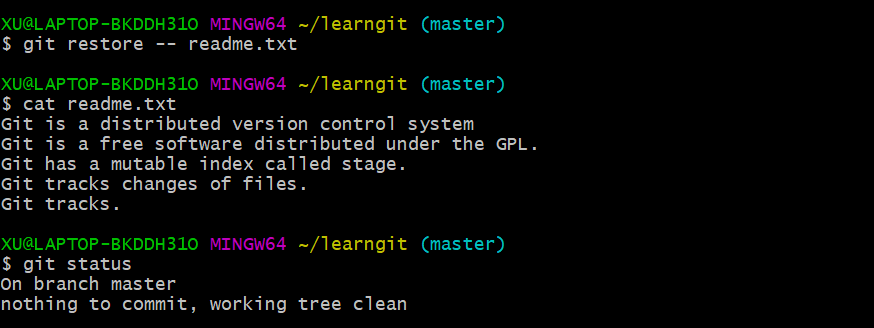 XU@LAPTOP-BKDDH31O MINGW64 ~/learngit (master)
$ git restore -- readme.txt
XU@LAPTOP-BKDDH31O MINGW64 ~/learngit (master)
$ cat readme.txt
Git is a distributed version control system
Git is a free software distributed under the GPL.
Git has a mutable index called stage.
Git tracks changes of files.
Git tracks.
XU@LAPTOP-BKDDH31O MINGW64 ~/learngit (master)
$ git status
On branch master
nothing to commit, working tree clean